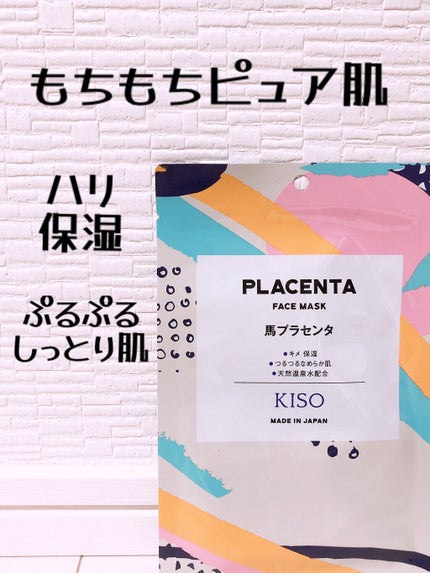 もちもちピュア肌
ハリ
保湿
ぷるぷる
しっとり肌
PLACENTA
FACE MASK
馬プラセンタ
●キメ 保湿
●つるつるなめらか肌
●天然温泉水配合
KISO
MADE IN JAPAN